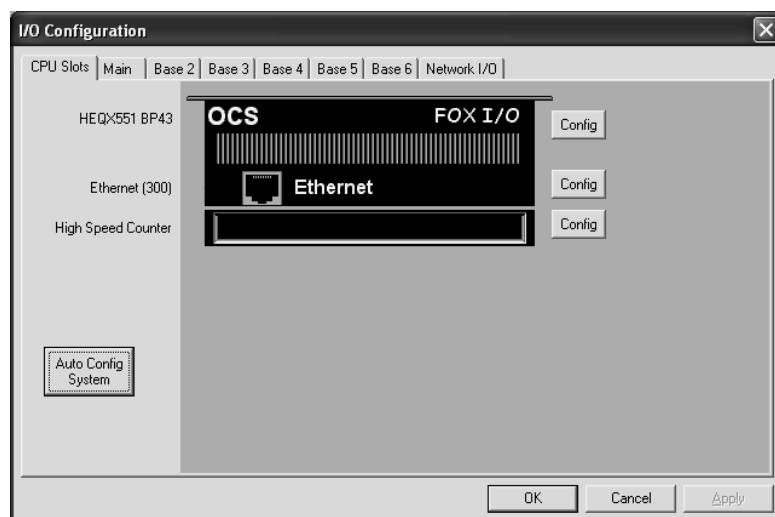 I/O Configuration
CPU Slots Main Base 2 Base 3 Base 4 Base 5 Base 6 Network I/O
HEQX551 BP43
OCS FOX I/O
Config
Ethernet (300)
Ethernet
Config
High Speed Counter
Config
Auto Config
System
OK Cancel Apply